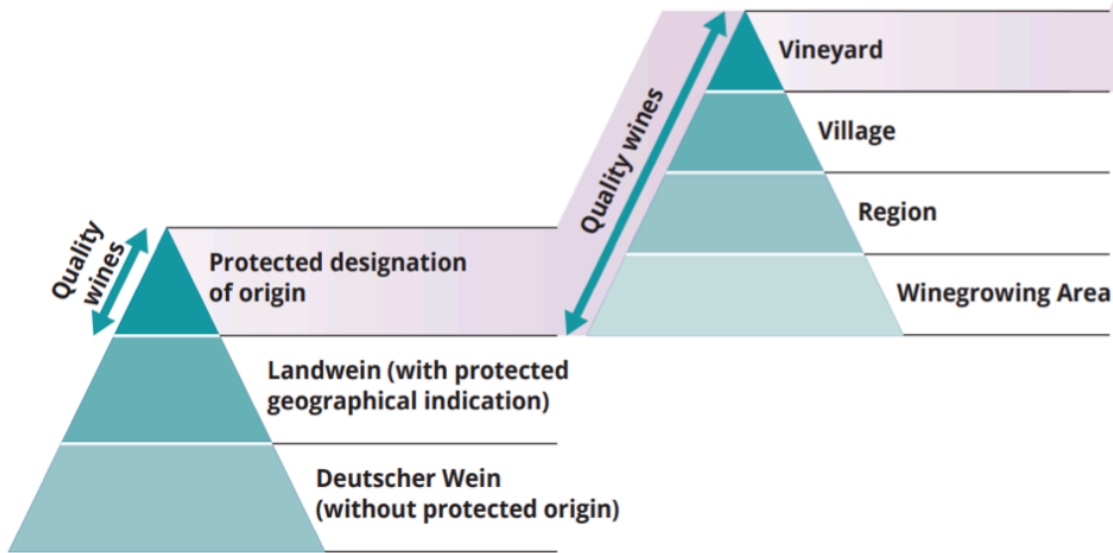 Quality
wines
Protected designation
of origin
Landwein (with protected
geographical indication)
Deutscher Wein
(without protected origin)
Quality wines
Vineyard
Village
Region
Winegrowing Area